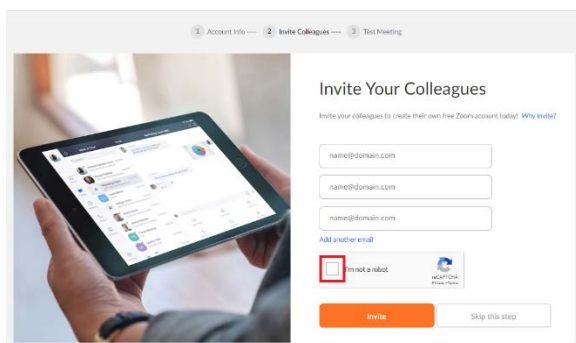 1 Account Info 2 Invite Colleagues 3 Test Meeting
Invite Your Colleagues
Invite your colleagues to create their own free Zoom account today! Why Invite?
name@domain.com
name@domain.com
name@domain.com
Add another email
I'm not a robot
reCAPTCHA
Privacy - Terms
Invite Skip this step